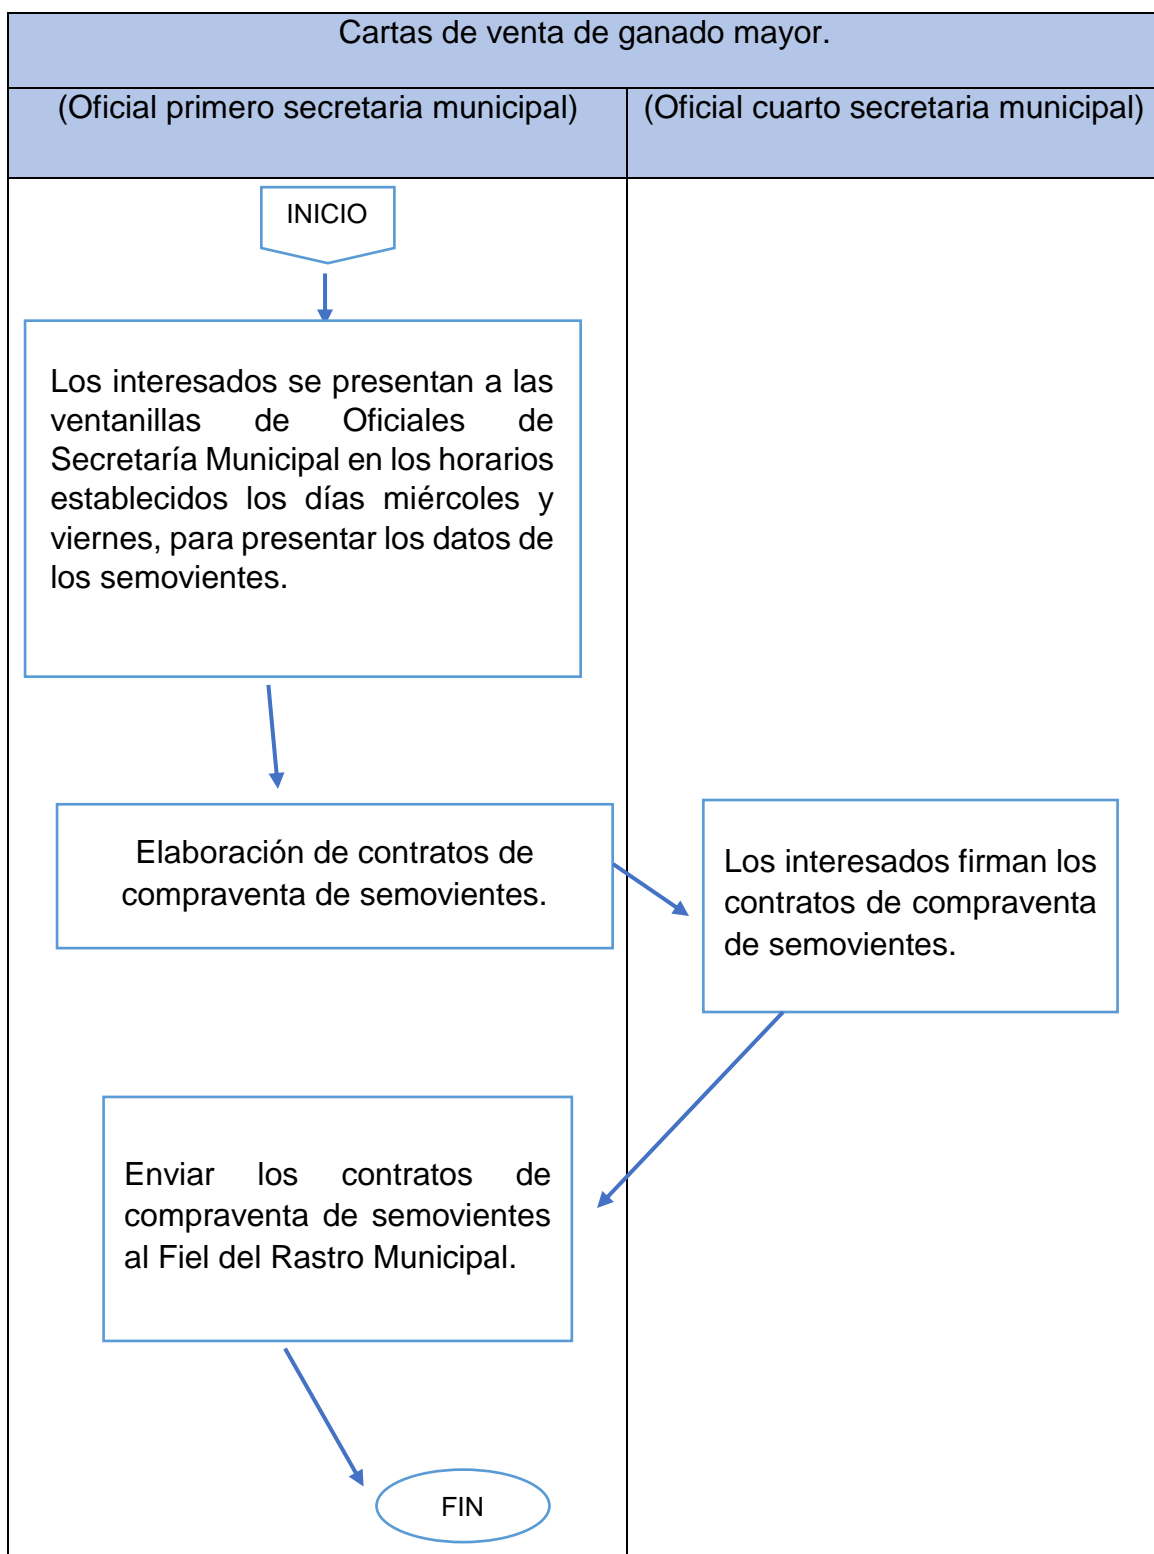 Cartas de venta de ganado mayor.
(Oficial primero secretaria municipal)
(Oficial cuarto secretaria municipal)
INICIO
Los interesados se presentan a las
ventanillas de Oficiales de
Secretaría Municipal en los horarios
establecidos los días miércoles y
viernes, para presentar los datos de
los semovientes.
Elaboración de contratos de
compraventa de semovientes.
Los interesados firman los
contratos de compraventa
de semovientes.
Enviar los contratos de
compraventa de semovientes
al Fiel del Rastro Municipal.
FIN